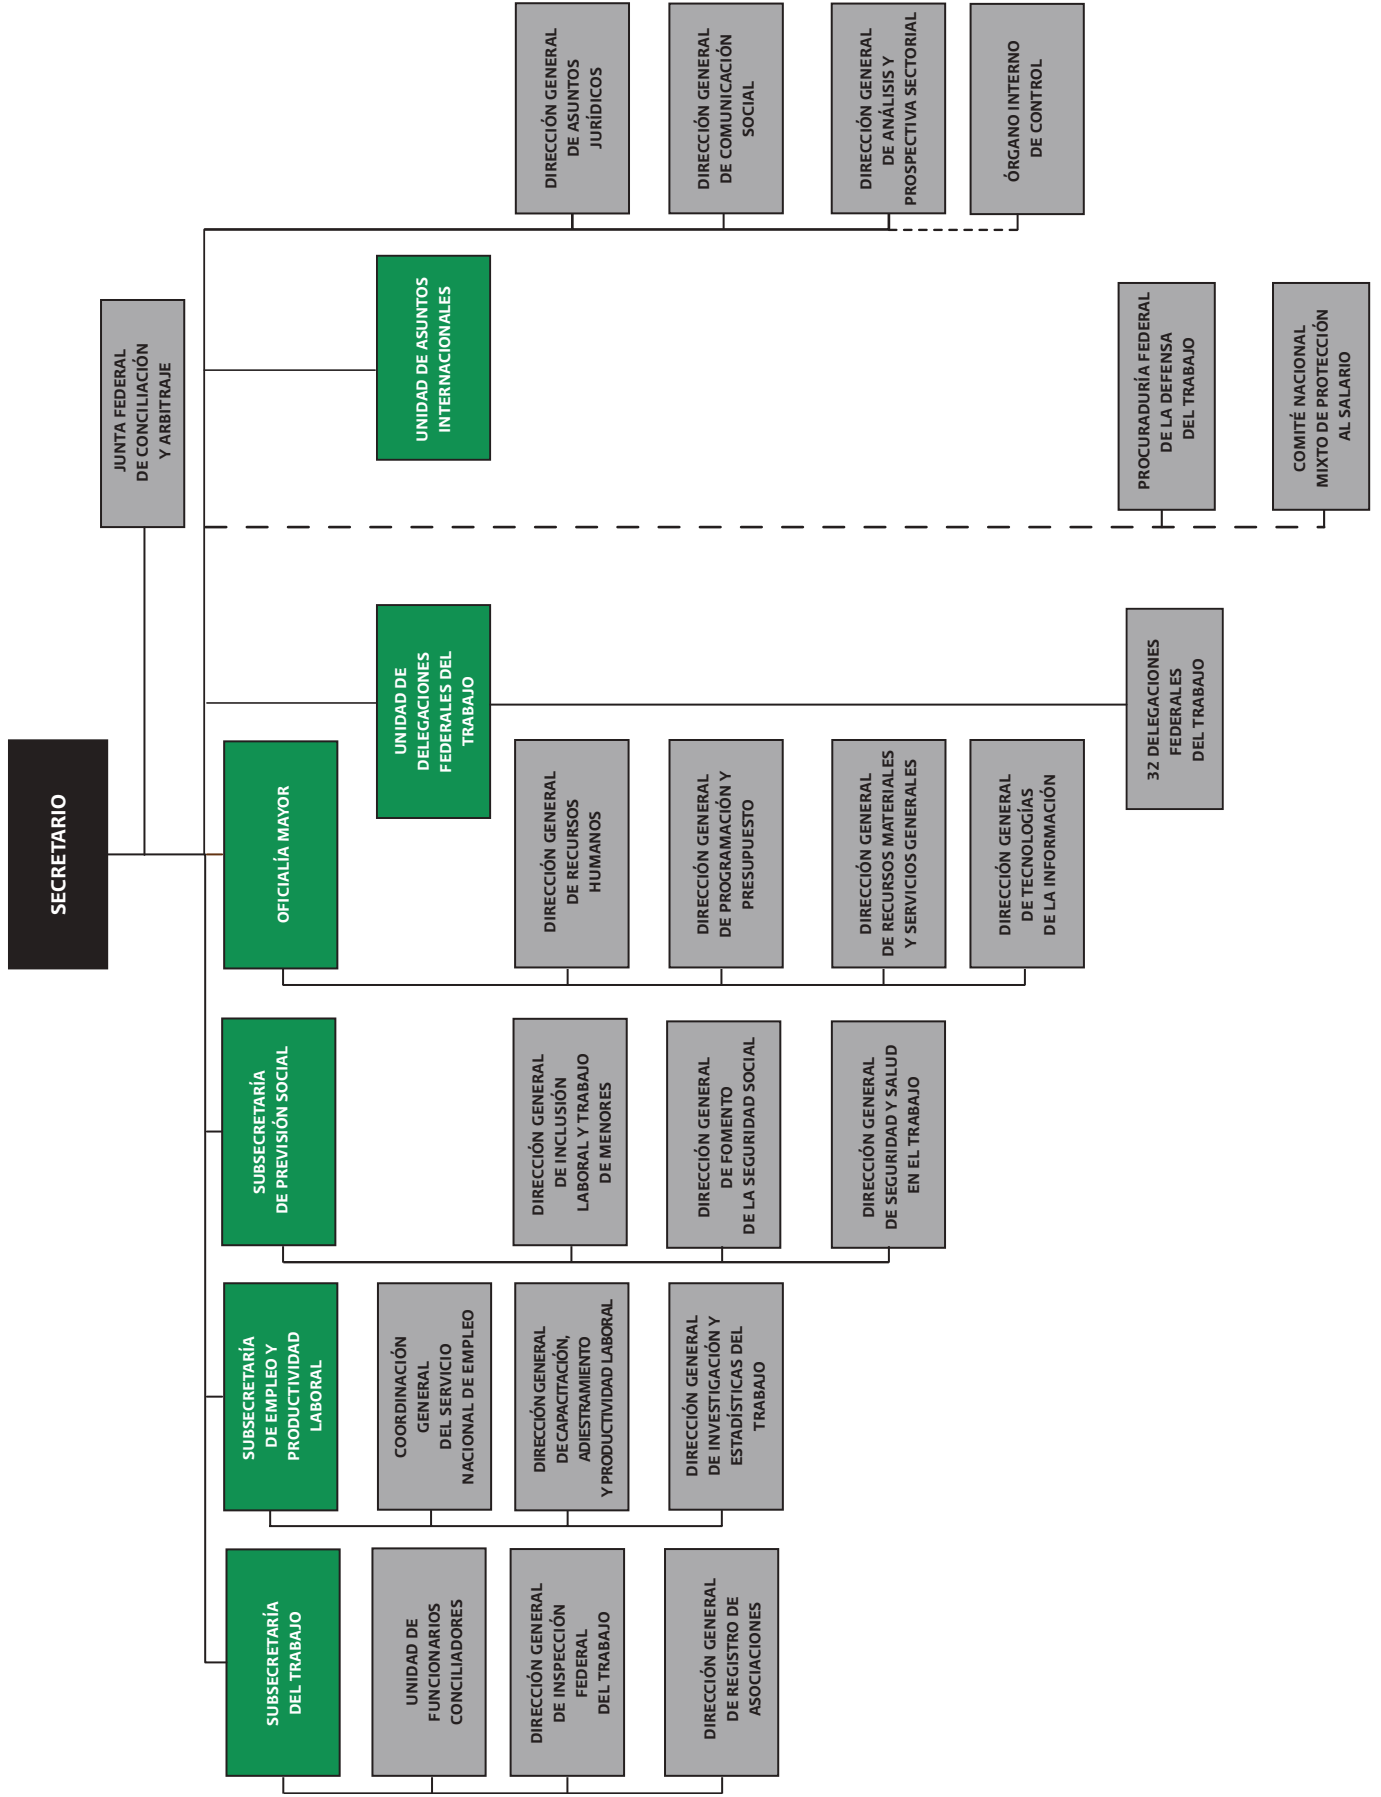 SECRETARIO
JUNTA FEDERAL
DE CONCILIACIÓN
Y ARBITRAJE
SUBSECRETARÍA
DEL TRABAJO
UNIDAD DE
FUNCIONARIOS
CONCILIADORES
DIRECCIÓN GENERAL
DE INSPECCIÓN
FEDERAL
DEL TRABAJO
DIRECCIÓN GENERAL
DE REGISTRO DE
ASOCIACIONES
SUBSECRETARÍA
DE EMPLEO Y
PRODUCTIVIDAD
LABORAL
COORDINACIÓN
GENERAL
DEL SERVICIO
NACIONAL DE EMPLEO
DIRECCIÓN GENERAL
DE CAPACITACIÓN,
ADIESTRAMIENTO
Y PRODUCTIVIDAD LABORAL
DIRECCIÓN GENERAL
DE INVESTIGACIÓN Y
ESTADÍSTICAS DEL
TRABAJO
SUBSECRETARÍA
DE PREVISIÓN SOCIAL
DIRECCIÓN GENERAL
DE INCLUSIÓN
LABORAL Y TRABAJO
DE MENORES
DIRECCIÓN GENERAL
DE FOMENTO
DE LA SEGURIDAD SOCIAL
DIRECCIÓN GENERAL
DE SEGURIDAD Y SALUD
EN EL TRABAJO
OFICIALÍA MAYOR
DIRECCIÓN GENERAL
DE RECURSOS
HUMANOS
DIRECCIÓN GENERAL
DE PROGRAMACIÓN Y
PRESUPUESTO
DIRECCIÓN GENERAL
DE RECURSOS MATERIALES
Y SERVICIOS GENERALES
DIRECCIÓN GENERAL
DE TECNOLOGÍAS
DE LA INFORMACIÓN
UNIDAD DE
DELEGACIONES
FEDERALES DEL
TRABAJO
32 DELEGACIONES
FEDERALES
DEL TRABAJO
UNIDAD DE ASUNTOS
INTERNACIONALES
PROCURADURÍA FEDERAL
DE LA DEFENSA
DEL TRABAJO
COMITÉ NACIONAL
MIXTO DE PROTECCIÓN
AL SALARIO
DIRECCIÓN GENERAL
DE ASUNTOS
JURÍDICOS
DIRECCIÓN GENERAL
DE COMUNICACIÓN
SOCIAL
DIRECCIÓN GENERAL
DE ANÁLISIS Y
PROSPECTIVA SECTORIAL
ÓRGANO INTERNO
DE CONTROL